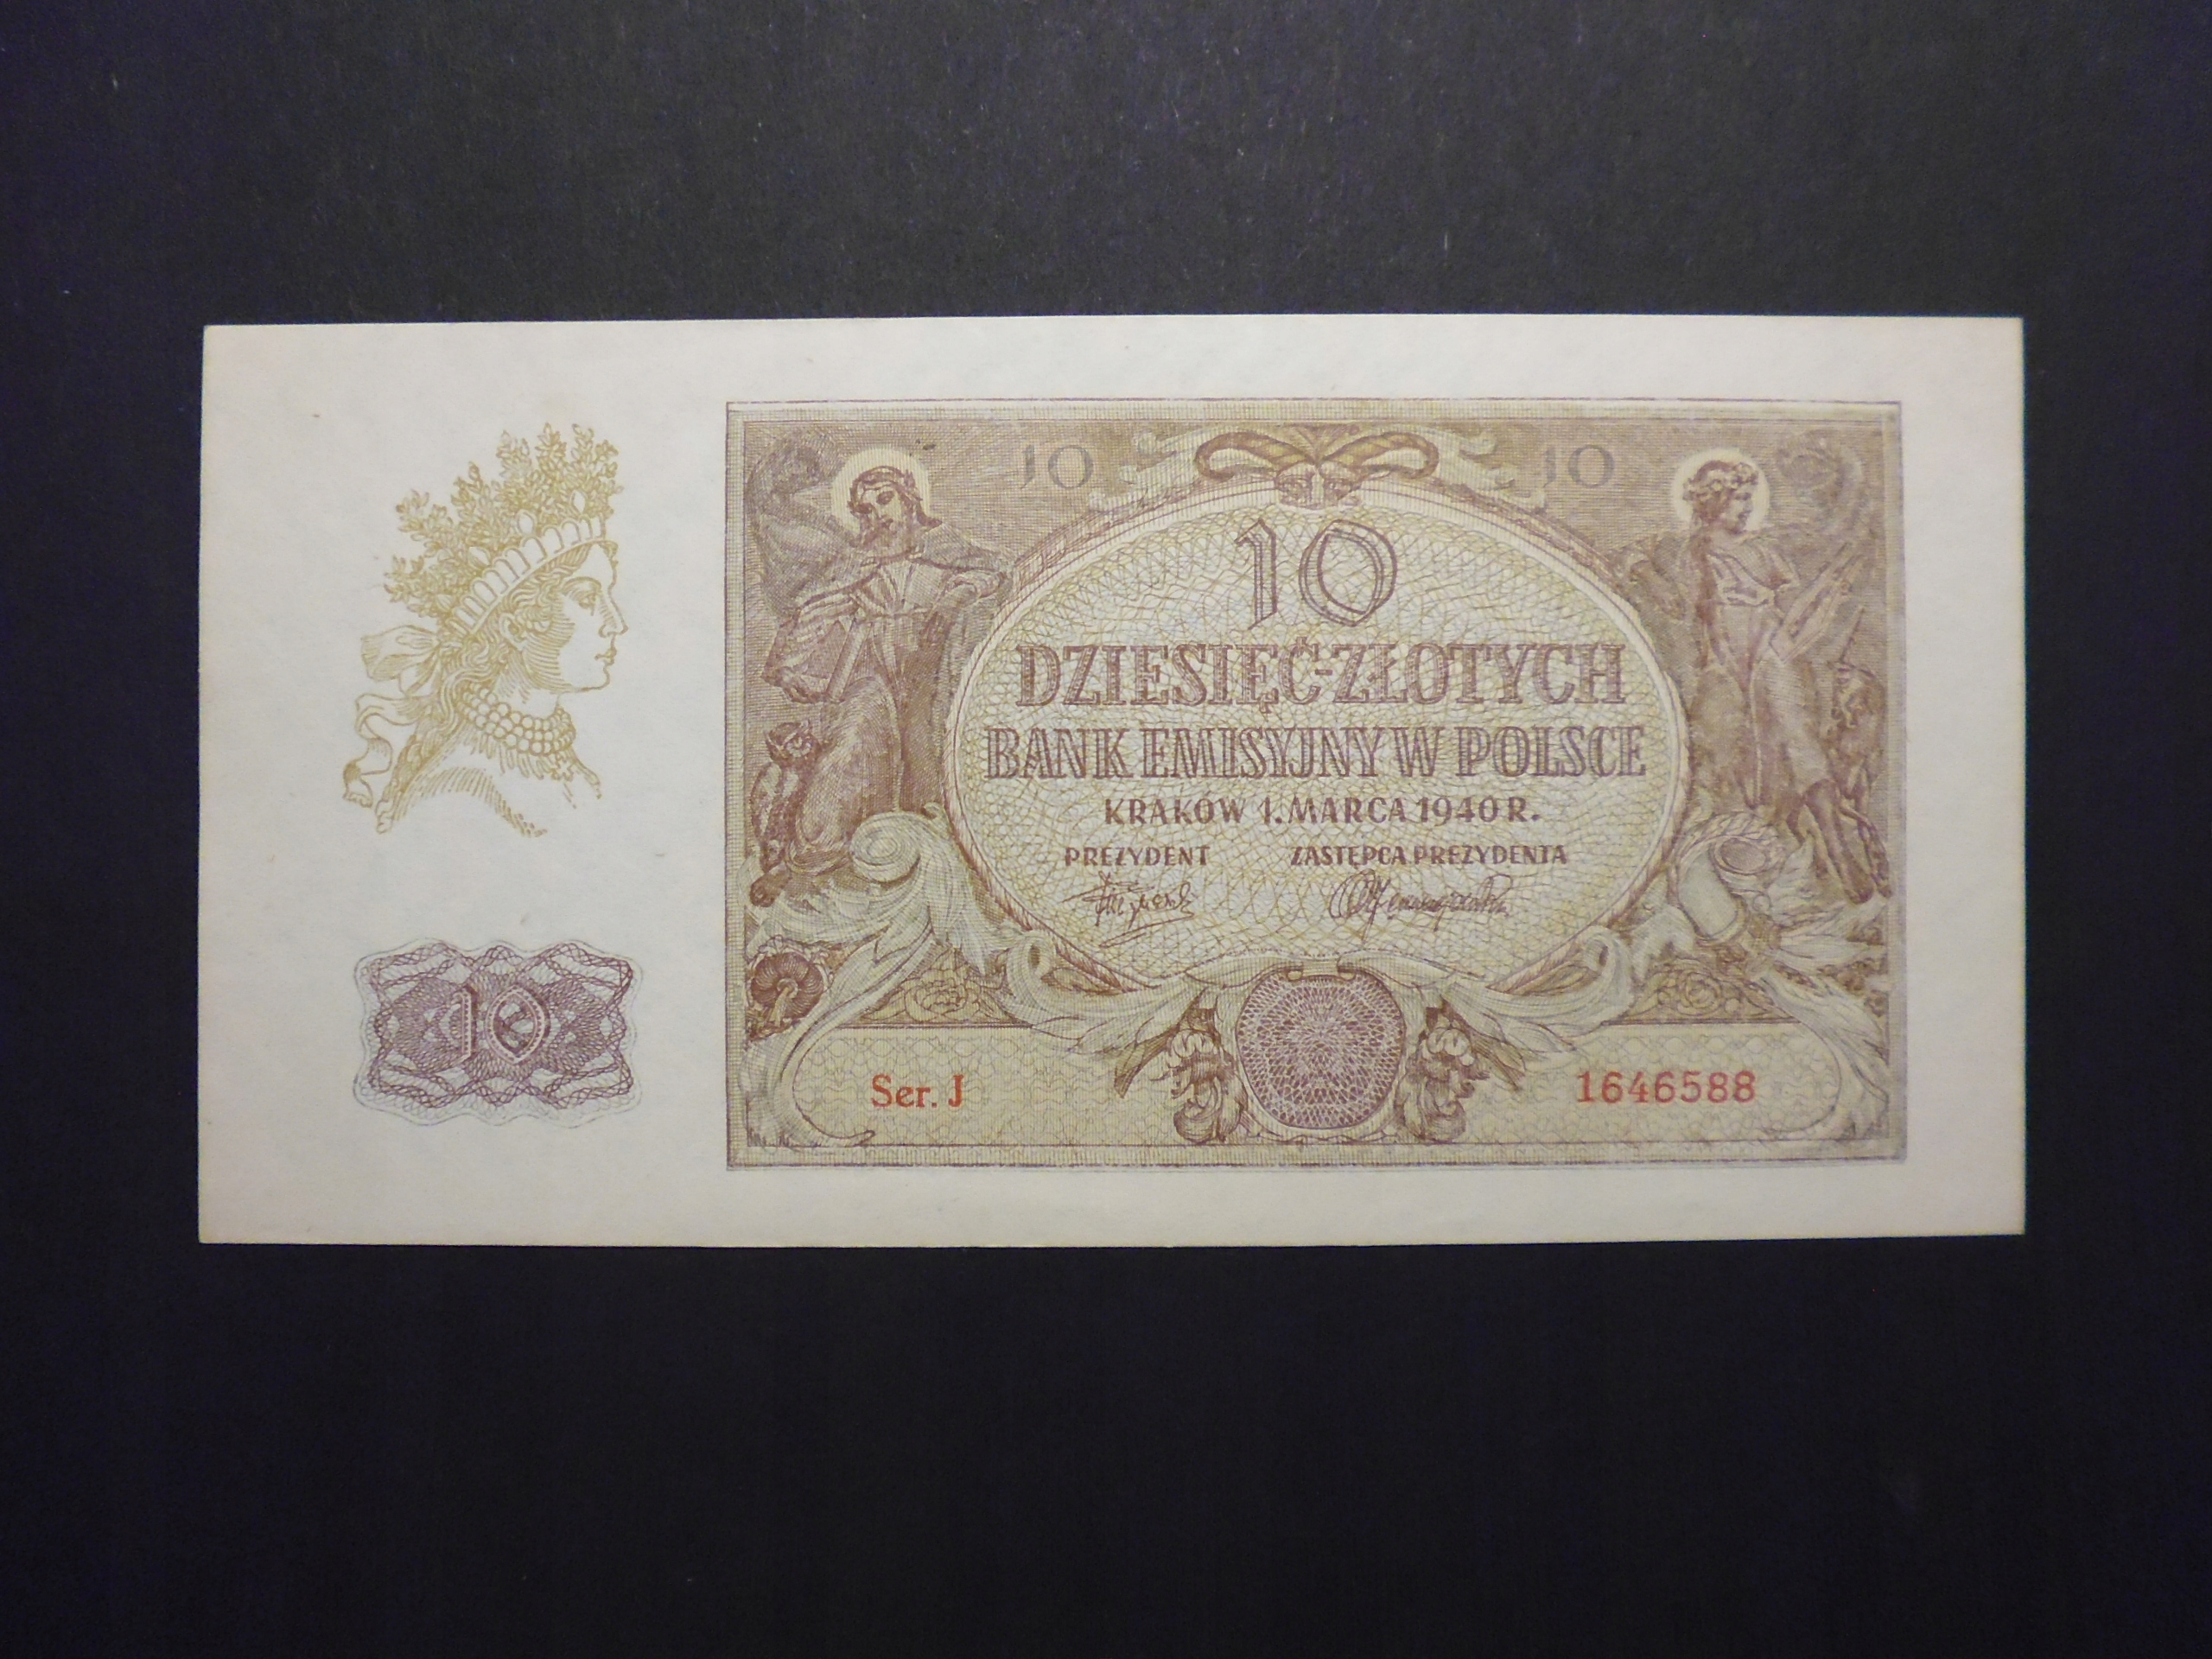 10 10
10
DZIESIĘĆ-ZŁOTYCH
BANK EMISYJNY W POLSCE
KRAKÓW 1. MARCA 1940 R.
PREZYDENT ZASTĘPCA PREZYDENTA
10
Ser. J 1646588